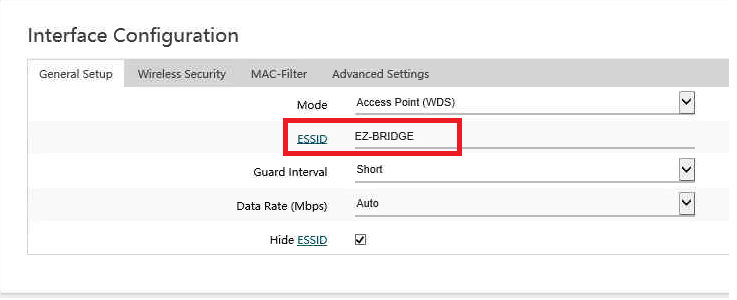 Interface Configuration
General Setup Wireless Security MAC-Filter Advanced Settings
Mode Access Point (WDS)
ESSID EZ-BRIDGE
Guard Interval Short
Data Rate (Mbps) Auto
Hide ESSID